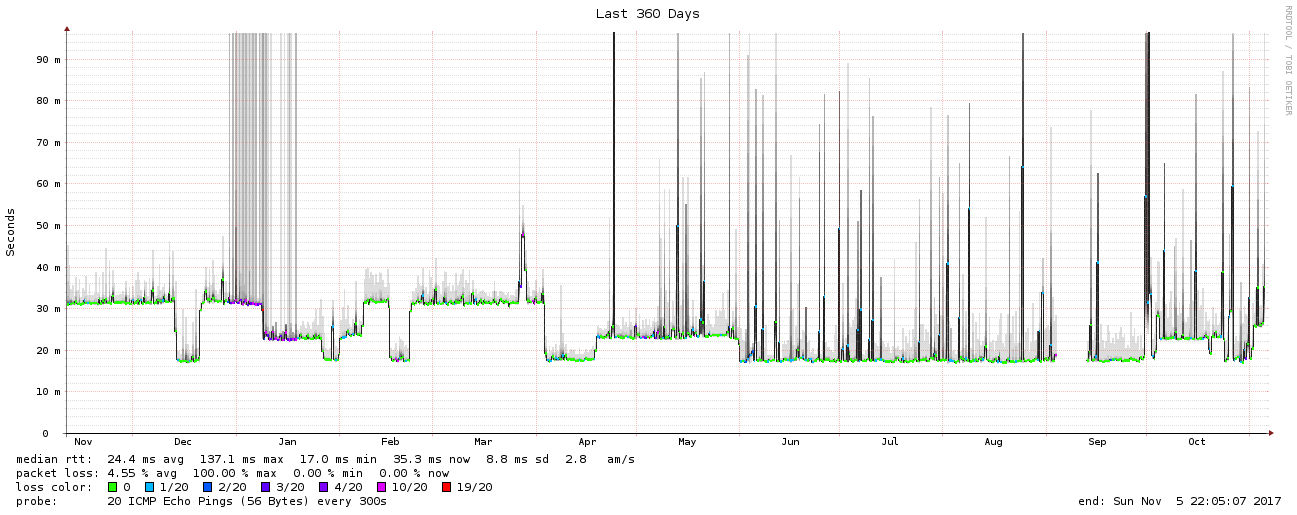 Last 360 Days
RRDTOOL / TOBI OETIKER
Seconds
90 m
80 m
70 m
60 m
50 m
40 m
30 m
20 m
10 m
0
Nov Dec Jan Feb Mar Apr May Jun Jul Aug Sep Oct
median rtt: 24.4 ms avg 137.1 ms max 17.0 ms min 35.3 ms now 8.8 ms sd 2.8 am/s
packet loss: 4.55 % avg 100.00 % max 0.00 % min 0.00 % now
loss color: 0 1/20 2/20 3/20 4/20 10/20 19/20
probe: 20 ICMP Echo Pings (56 Bytes) every 300s
end: Sun Nov 5 22:05:07 2017